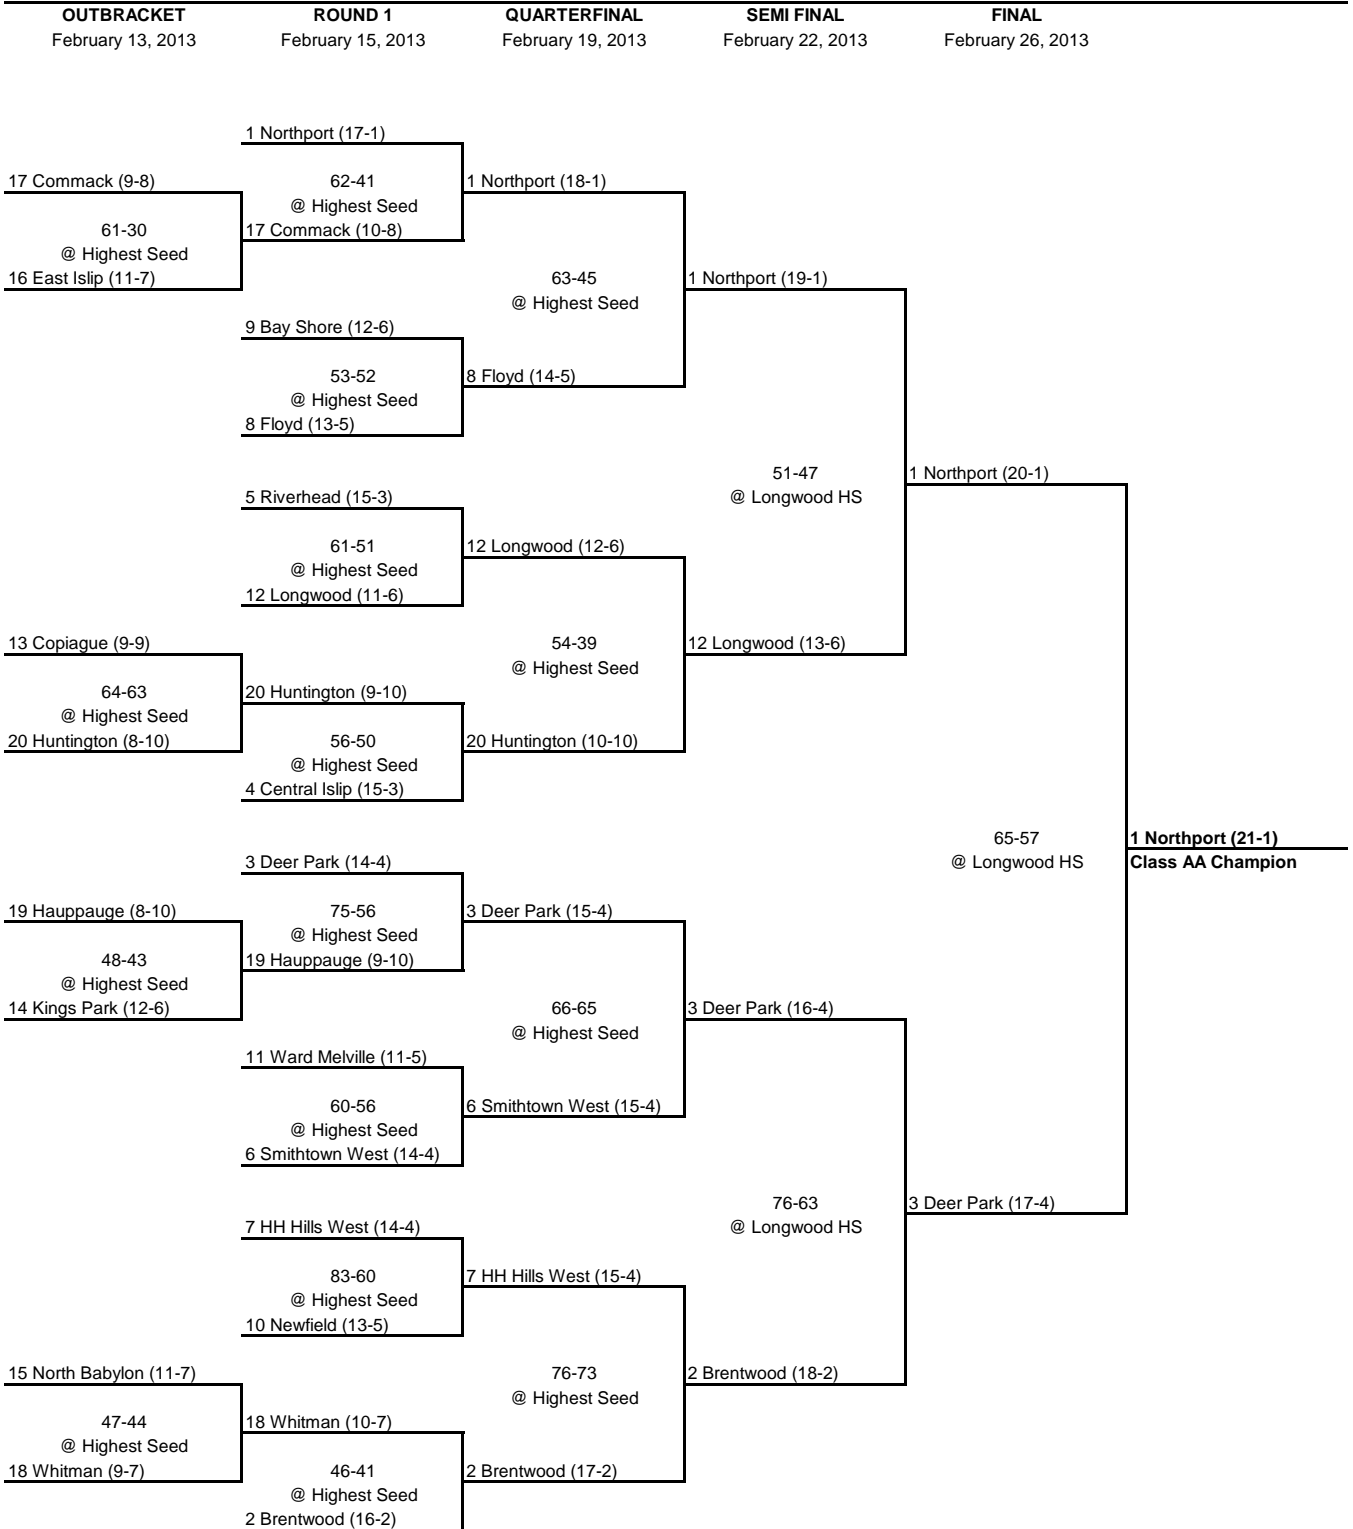 OUTBRACKET ROUND 1 QUARTERFINAL SEMI FINAL FINAL
February 13, 2013 February 15, 2013 February 19, 2013 February 22, 2013 February 26, 2013
1 Northport (17-1)
17 Commack (9-8) 62-41 1 Northport (18-1)
@ Highest Seed
61-30 17 Commack (10-8)
@ Highest Seed
16 East Islip (11-7) 63-45 1 Northport (19-1)
@ Highest Seed
9 Bay Shore (12-6)
53-52 8 Floyd (14-5)
@ Highest Seed
8 Floyd (13-5)
51-47 1 Northport (20-1)
5 Riverhead (15-3) @ Longwood HS
61-51 12 Longwood (12-6)
@ Highest Seed
12 Longwood (11-6)
13 Copiague (9-9) 54-39 12 Longwood (13-6)
@ Highest Seed
64-63 20 Huntington (9-10)
@ Highest Seed
20 Huntington (8-10) 56-50 20 Huntington (10-10)
@ Highest Seed
4 Central Islip (15-3)
65-57 1 Northport (21-1)
3 Deer Park (14-4) @ Longwood HS Class AA Champion
19 Hauppauge (8-10) 75-56 3 Deer Park (15-4)
@ Highest Seed
48-43 19 Hauppauge (9-10)
@ Highest Seed
14 Kings Park (12-6) 66-65 3 Deer Park (16-4)
@ Highest Seed
11 Ward Melville (11-5)
60-56 6 Smithtown West (15-4)
@ Highest Seed
6 Smithtown West (14-4)
76-63 3 Deer Park (17-4)
7 HH Hills West (14-4) @ Longwood HS
83-60 7 HH Hills West (15-4)
@ Highest Seed
10 Newfield (13-5)
15 North Babylon (11-7) 76-73 2 Brentwood (18-2)
@ Highest Seed
47-44 18 Whitman (10-7)
@ Highest Seed
18 Whitman (9-7) 46-41 2 Brentwood (17-2)
@ Highest Seed
2 Brentwood (16-2)